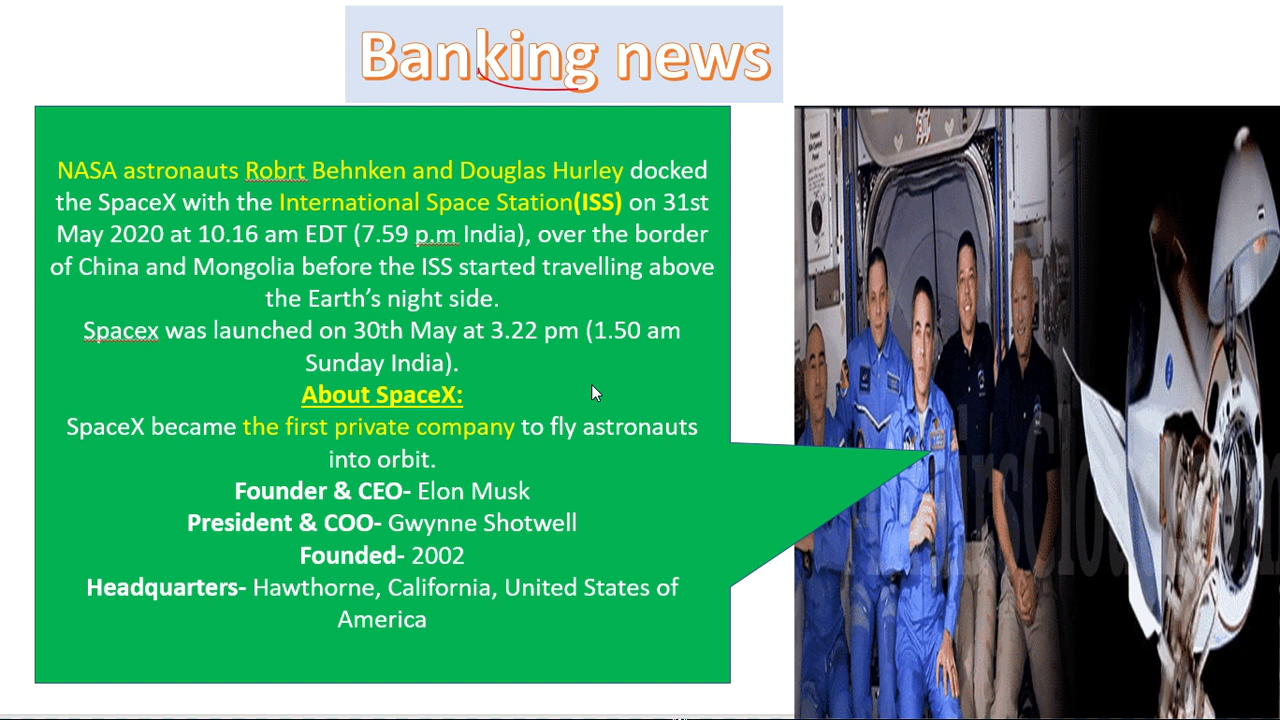 Banking news
NASA astronauts Robrt Behnken and Douglas Hurley docked
the SpaceX with the International Space Station(ISS) on 31st
May 2020 at 10.16 am EDT (7.59 p.m India), over the border
of China and Mongolia before the ISS started travelling above
the Earth’s night side.
Spacex was launched on 30th May at 3.22 pm (1.50 am
Sunday India).
About SpaceX:
SpaceX became the first private company to fly astronauts
into orbit.
Founder & CEO- Elon Musk
President & COO- Gwynne Shotwell
Founded- 2002
Headquarters- Hawthorne, California, United States of
America